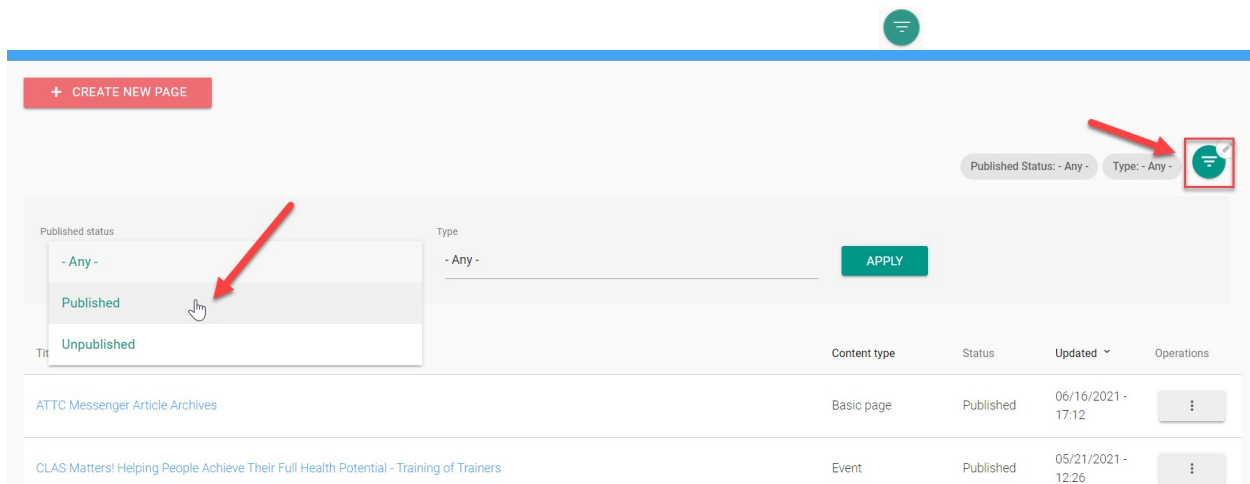 + CREATE NEW PAGE
Published Status: - Any - Type: - Any -
Published status Type
- Any - - Any - APPLY
Published
Unpublished
Tit Content type Status Updated Operations
ATTC Messenger Article Archives Basic page Published 06/16/2021 -
17:12
CLAS Matters! Helping People Achieve Their Full Health Potential - Training of Trainers Event Published 05/21/2021 -
12:26